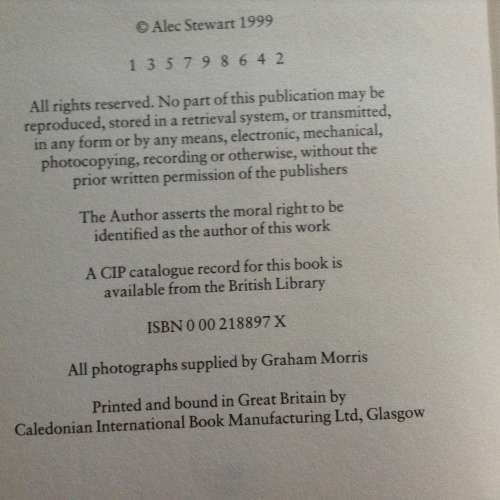 © Alec Stewart 1999
1 3 5 7 9 8 6 4 2
All rights reserved. No part of this publication may be
reproduced, stored in a retrieval system, or transmitted,
in any form or by any means, electronic, mechanical,
photocopying, recording or otherwise, without the
prior written permission of the publishers
The Author asserts the moral right to be
identified as the author of this work
A CIP catalogue record for this book is
available from the British Library
ISBN 0 00 218897 X
All photographs supplied by Graham Morris
Printed and bound in Great Britain by
Caledonian International Book Manufacturing Ltd, Glasgow